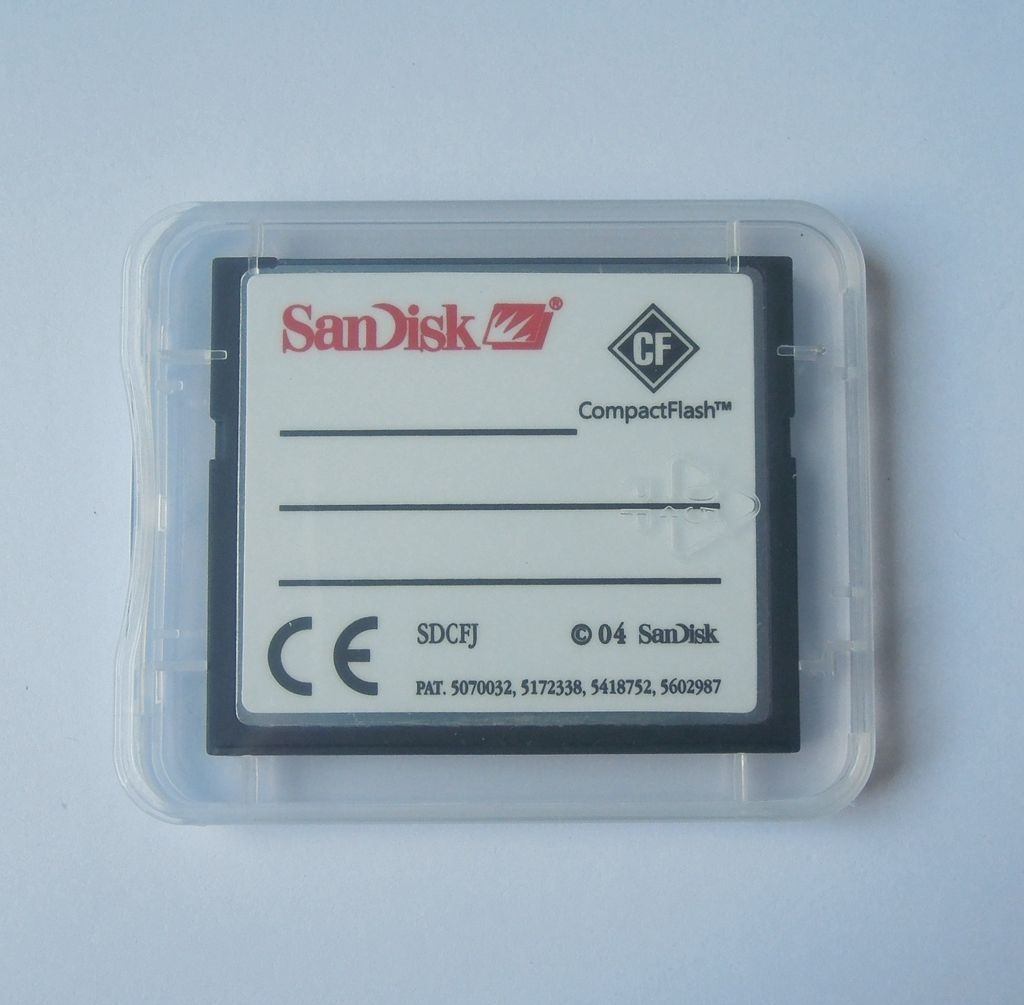 SanDisk®
CF
CompactFlash™
CE
SDCFJ © 04 SanDisk
PAT. 5070032, 5172338, 5418752, 5602987